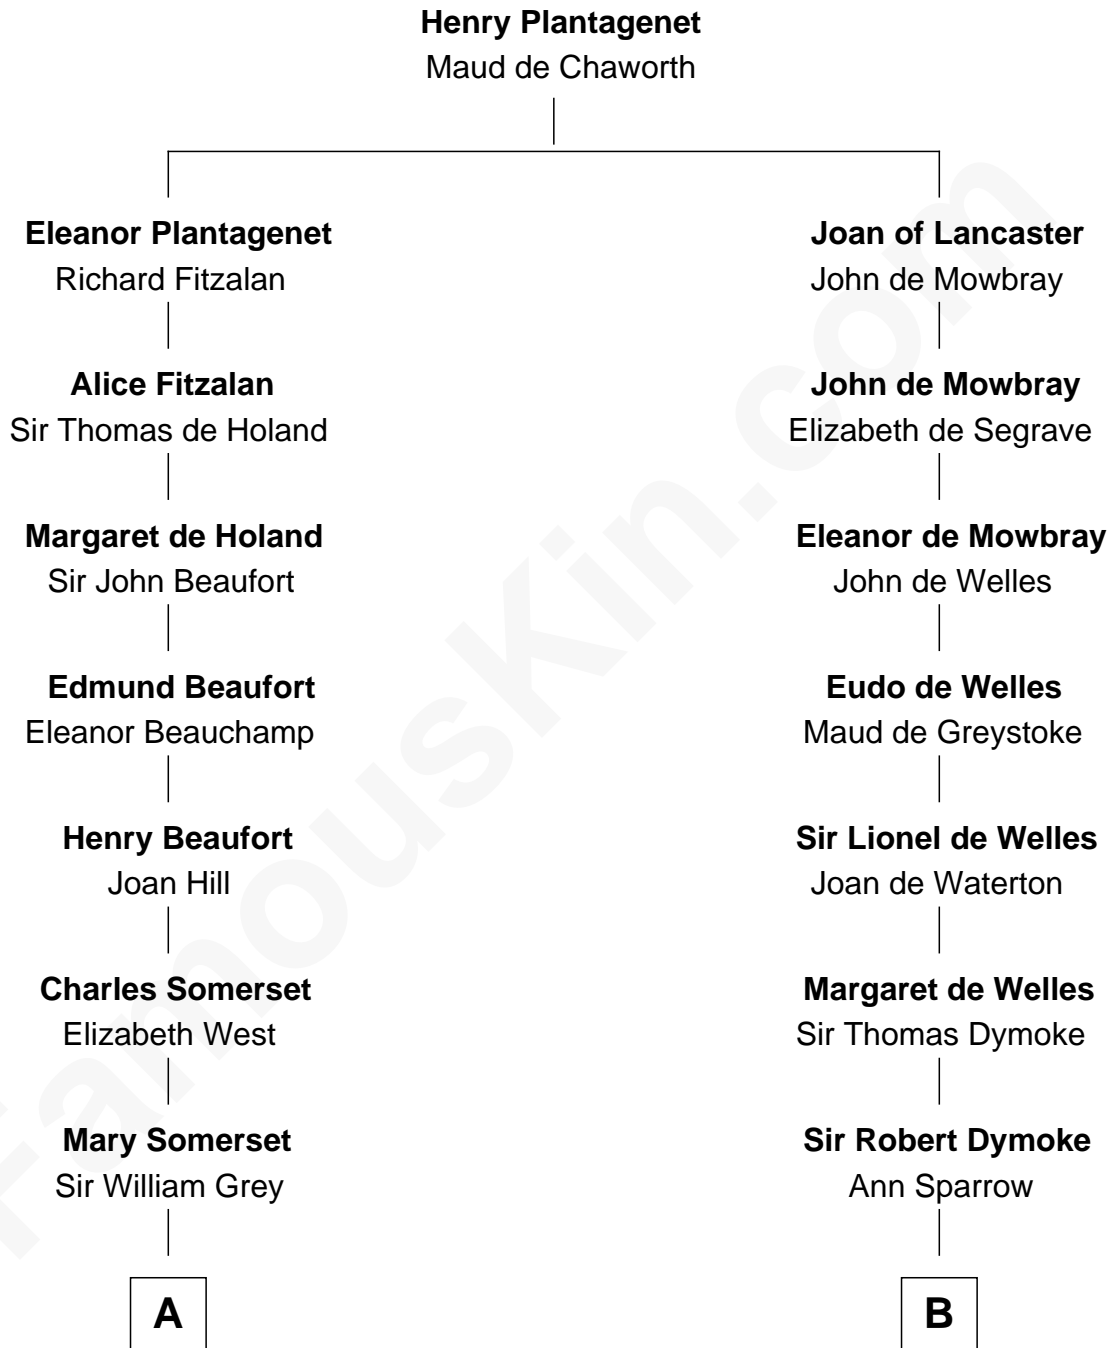 Henry Plantagenet
Maud de Chaworth
Eleanor Plantagenet
Richard Fitzalan
Joan of Lancaster
John de Mowbray
Alice Fitzalan
Sir Thomas de Holand
John de Mowbray
Elizabeth de Segrave
Margaret de Holand
Sir John Beaufort
Eleanor de Mowbray
John de Welles
Edmund Beaufort
Eleanor Beauchamp
Eudo de Welles
Maud de Greystoke
Henry Beaufort
Joan Hill
Sir Lionel de Welles
Joan de Waterton
Charles Somerset
Elizabeth West
Margaret de Welles
Sir Thomas Dymoke
Mary Somerset
Sir William Grey
Sir Robert Dymoke
Ann Sparrow
A
B
FamousKin.com